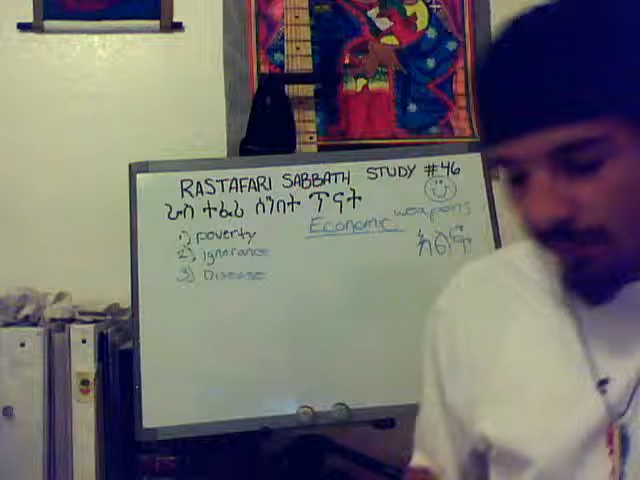 RASTAFARI SABBATH STUDY #46
ራስ ተፈሪ ሰንበት ጥናት
Economic weapons
1) poverty
2) ignorance
3) Disease